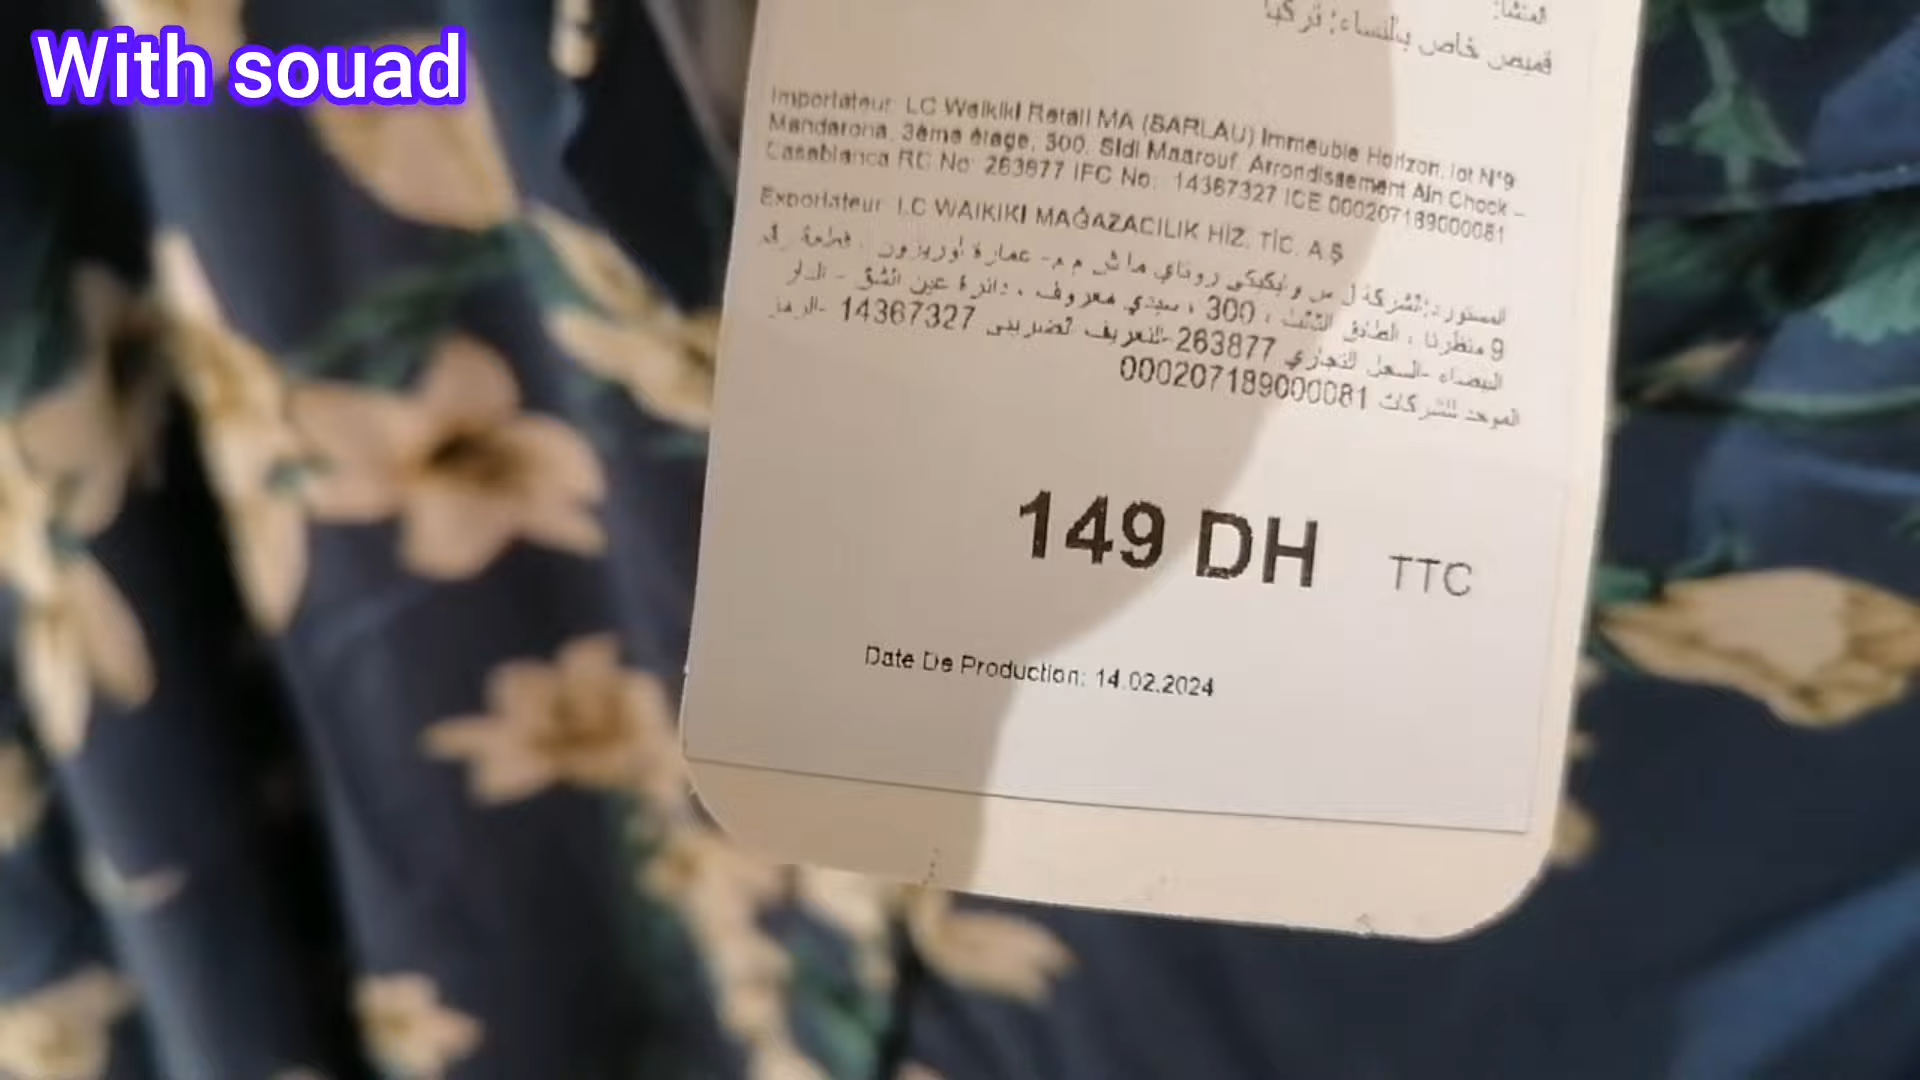 With souad
المنشأ:
قميص خاص بالنساء: تركيا
Importateur: LC Waikiki Retail MA (SARLAU) Immeuble Horizon, lot N°9
Mandarona, 3ème étage, 300, Sidi Maarouf, Arrondissement Ain Chock –
Casablanca RC No: 263877 IFC No: 14367327 ICE 000207189000081
Exportateur: LC WAIKIKI MAĞAZACILIK HİZ. TİC. A.Ş
المستورد: الشركة ل س وايكيكي روتاي ما ش م م- عمارة اوريزون ، قطعة رقم
9 منظرنا ، الطابق الثالث ، 300 ، سيدي معروف ، دائرة عين الشق - الدار
البيضاء -السجل التجاري 263877-التعريف الضريبي 14367327 -الرمز
الموحد للشركات 000207189000081
149 DH TTC
Date De Production: 14.02.2024